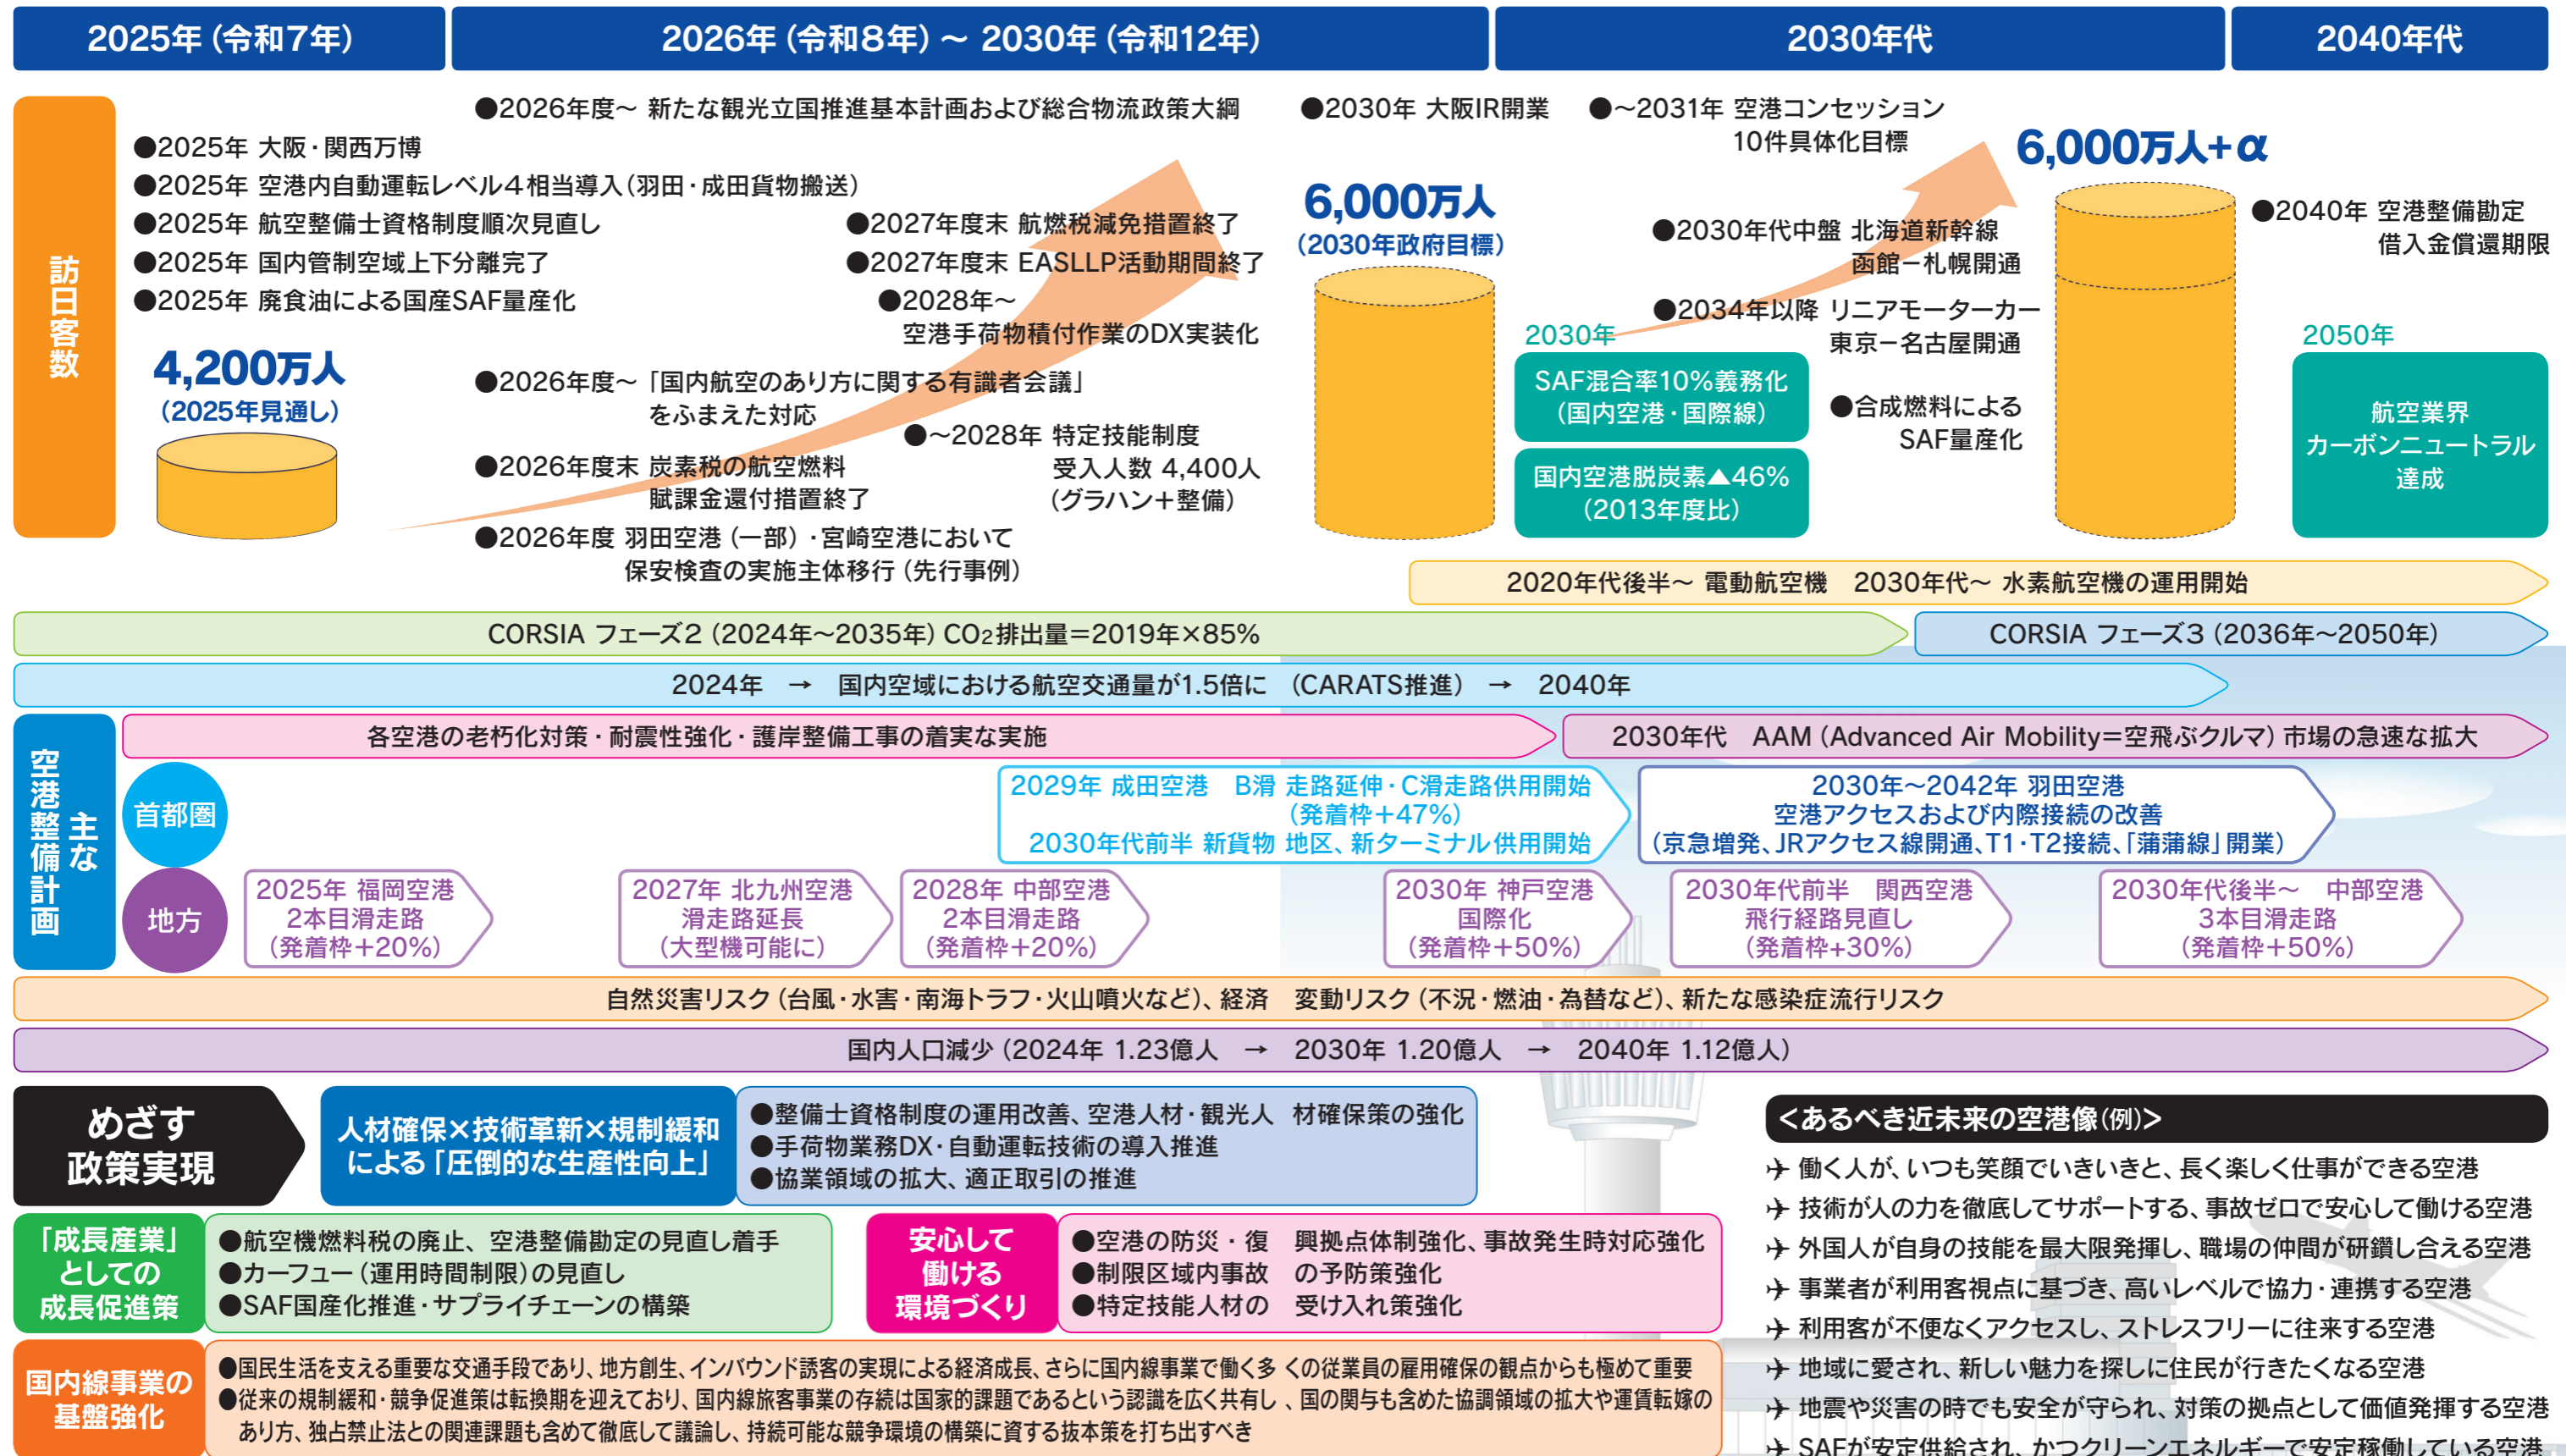 2025年（令和7年）
2026年（令和8年）～ 2030年（令和12年）
2030年代
2040年代
訪日客数
●2025年 大阪・関西万博
●2025年 空港内自動運転レベル4相当導入（羽田・成田貨物搬送）
●2025年 航空整備士資格制度順次見直し
●2025年 国内管制空域上下分離完了
●2025年 廃食油による国産SAF量産化
4,200万人
（2025年見通し）
●2026年度～ 新たな観光立国推進基本計画および総合物流政策大綱
●2027年度末 航燃税減免措置終了
●2027年度末 EASLLP活動期間終了
●2028年～
空港手荷物積付作業のDX実装化
●2026年度～「国内航空のあり方に関する有識者会議」
をふまえた対応
●～2028年 特定技能制度
受入人数 4,400人
（グラハン＋整備）
●2026年度末 炭素税の航空燃料
賦課金還付措置終了
●2026年度 羽田空港（一部）・宮崎空港において
保安検査の実施主体移行（先行事例）
●2030年 大阪IR開業
6,000万人
（2030年政府目標）
●～2031年 空港コンセッション
10件具体化目標
●2030年代中盤 北海道新幹線
函館－札幌開通
●2034年以降 リニアモーターカー
東京－名古屋開通
2030年
SAF混合率10%義務化
（国内空港・国際線）
国内空港脱炭素▲46%
（2013年度比）
●合成燃料による
SAF量産化
6,000万人+α
●2040年 空港整備勘定
借入金償還期限
2050年
航空業界
カーボンニュートラル
達成
2020年代後半～ 電動航空機　2030年代～ 水素航空機の運用開始
CORSIA フェーズ2（2024年～2035年）CO2排出量＝2019年×85%
CORSIA フェーズ3（2036年～2050年）
2024年　→　国内空域における航空交通量が1.5倍に　（CARATS推進）　→　2040年
主な
空港整備計画
各空港の老朽化対策・耐震性強化・護岸整備工事の着実な実施
2030年代　AAM（Advanced Air Mobility＝空飛ぶクルマ）市場の急速な拡大
首都圏
2029年 成田空港　B滑 走路延伸・C滑走路供用開始
（発着枠＋47%）
2030年代前半 新貨物 地区、新ターミナル供用開始
2030年～2042年 羽田空港
空港アクセスおよび内際接続の改善
（京急増発、JRアクセス線開通、T1・T2接続、「蒲蒲線」開業）
地方
2025年 福岡空港
2本目滑走路
（発着枠＋20%）
2027年 北九州空港
滑走路延長
（大型機可能に）
2028年 中部空港
2本目滑走路
（発着枠＋20%）
2030年 神戸空港
国際化
（発着枠＋50%）
2030年代前半　関西空港
飛行経路見直し
（発着枠+30%）
2030年代後半～　中部空港
3本目滑走路
（発着枠＋50%）
自然災害リスク（台風・水害・南海トラフ・火山噴火など）、経済　変動リスク（不況・燃油・為替など）、新たな感染症流行リスク
国内人口減少（2024年 1.23億人　→　2030年 1.20億人　→　2040年 1.12億人）
めざす
政策実現
人材確保×技術革新×規制緩和
による「圧倒的な生産性向上」
●整備士資格制度の運用改善、空港人材・観光人　材確保策の強化
●手荷物業務DX・自動運転技術の導入推進
●協業領域の拡大、適正取引の推進
「成長産業」
としての
成長促進策
●航空機燃料税の廃止、空港整備勘定の見直し着手
●カーフュー（運用時間制限）の見直し
●SAF国産化推進・サプライチェーンの構築
安心して
働ける
環境づくり
●空港の防災・復　興拠点体制強化、事故発生時対応強化
●制限区域内事故　の予防策強化
●特定技能人材の　受け入れ策強化
国内線事業の
基盤強化
●国民生活を支える重要な交通手段であり、地方創生、インバウンド誘客の実現による経済成長、さらに国内線事業で働く多 くの従業員の雇用確保の観点からも極めて重要
●従来の規制緩和・競争促進策は転換期を迎えており、国内線旅客事業の存続は国家的課題であるという認識を広く共有し 、国の関与も含めた協調領域の拡大や運賃転嫁の
あり方、独占禁止法との関連課題も含めて徹底して議論し、持続可能な競争環境の構築に資する抜本策を打ち出すべき
＜あるべき近未来の空港像（例）＞
✈ 働く人が、いつも笑顔でいきいきと、長く楽しく仕事ができる空港
✈ 技術が人の力を徹底してサポートする、事故ゼロで安心して働ける空港
✈ 外国人が自身の技能を最大限発揮し、職場の仲間が研鑽し合える空港
✈ 事業者が利用客視点に基づき、高いレベルで協力・連携する空港
✈ 利用客が不便なくアクセスし、ストレスフリーに往来する空港
✈ 地域に愛され、新しい魅力を探しに住民が行きたくなる空港
✈ 地震や災害の時でも安全が守られ、対策の拠点として価値発揮する空港
✈ SAFが安定供給され、かつクリーンエネルギーで安定稼働している空港